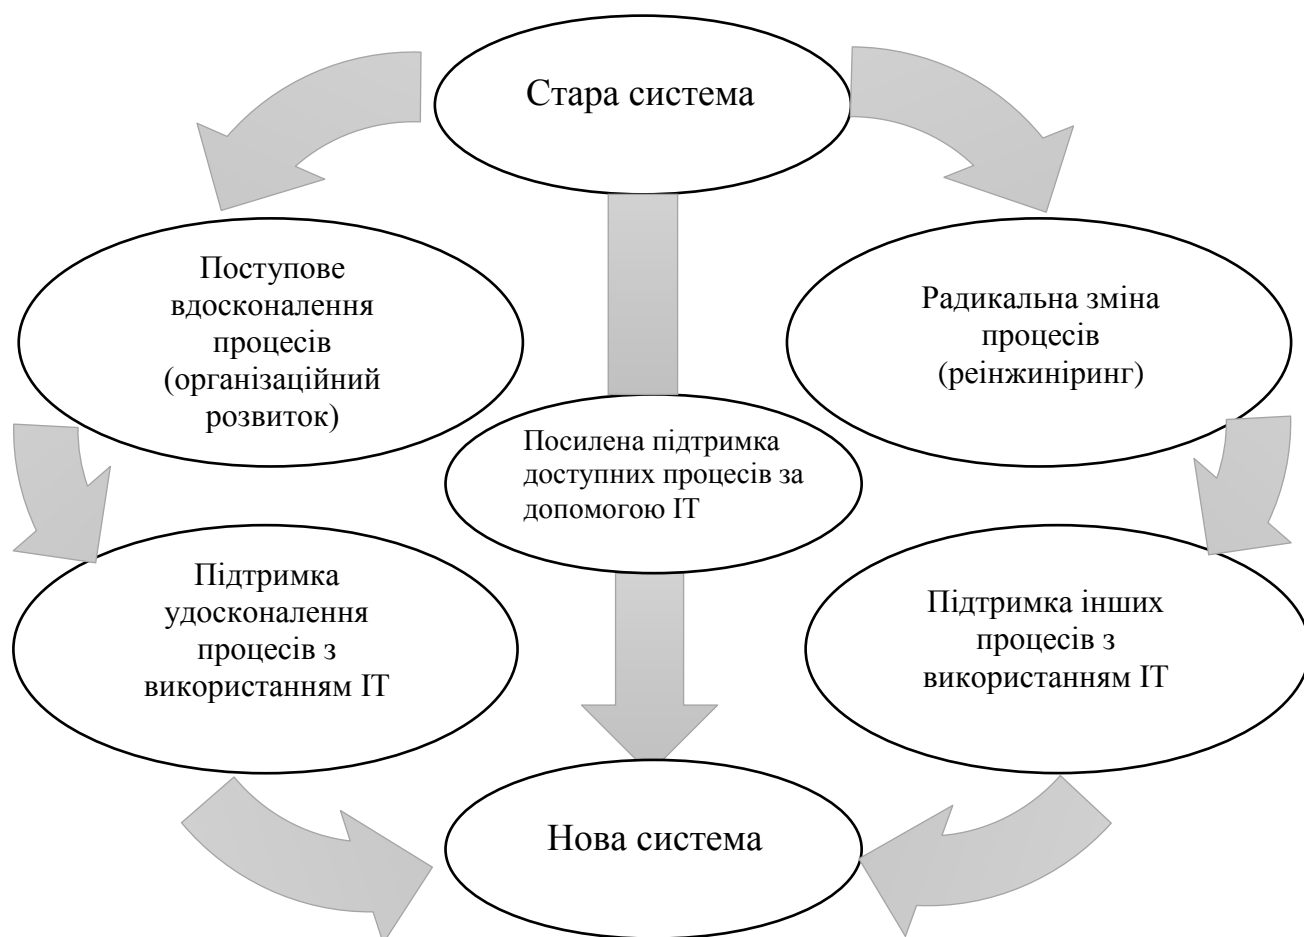 Стара система
Поступове
вдосконалення
процесів
(організаційний
розвиток)
Радикальна зміна
процесів
(реінжиніринг)
Посилена підтримка
доступних процесів за
допомогою ІТ
Підтримка
удосконалення
процесів з
використанням ІТ
Підтримка інших
процесів з
використанням ІТ
Нова система